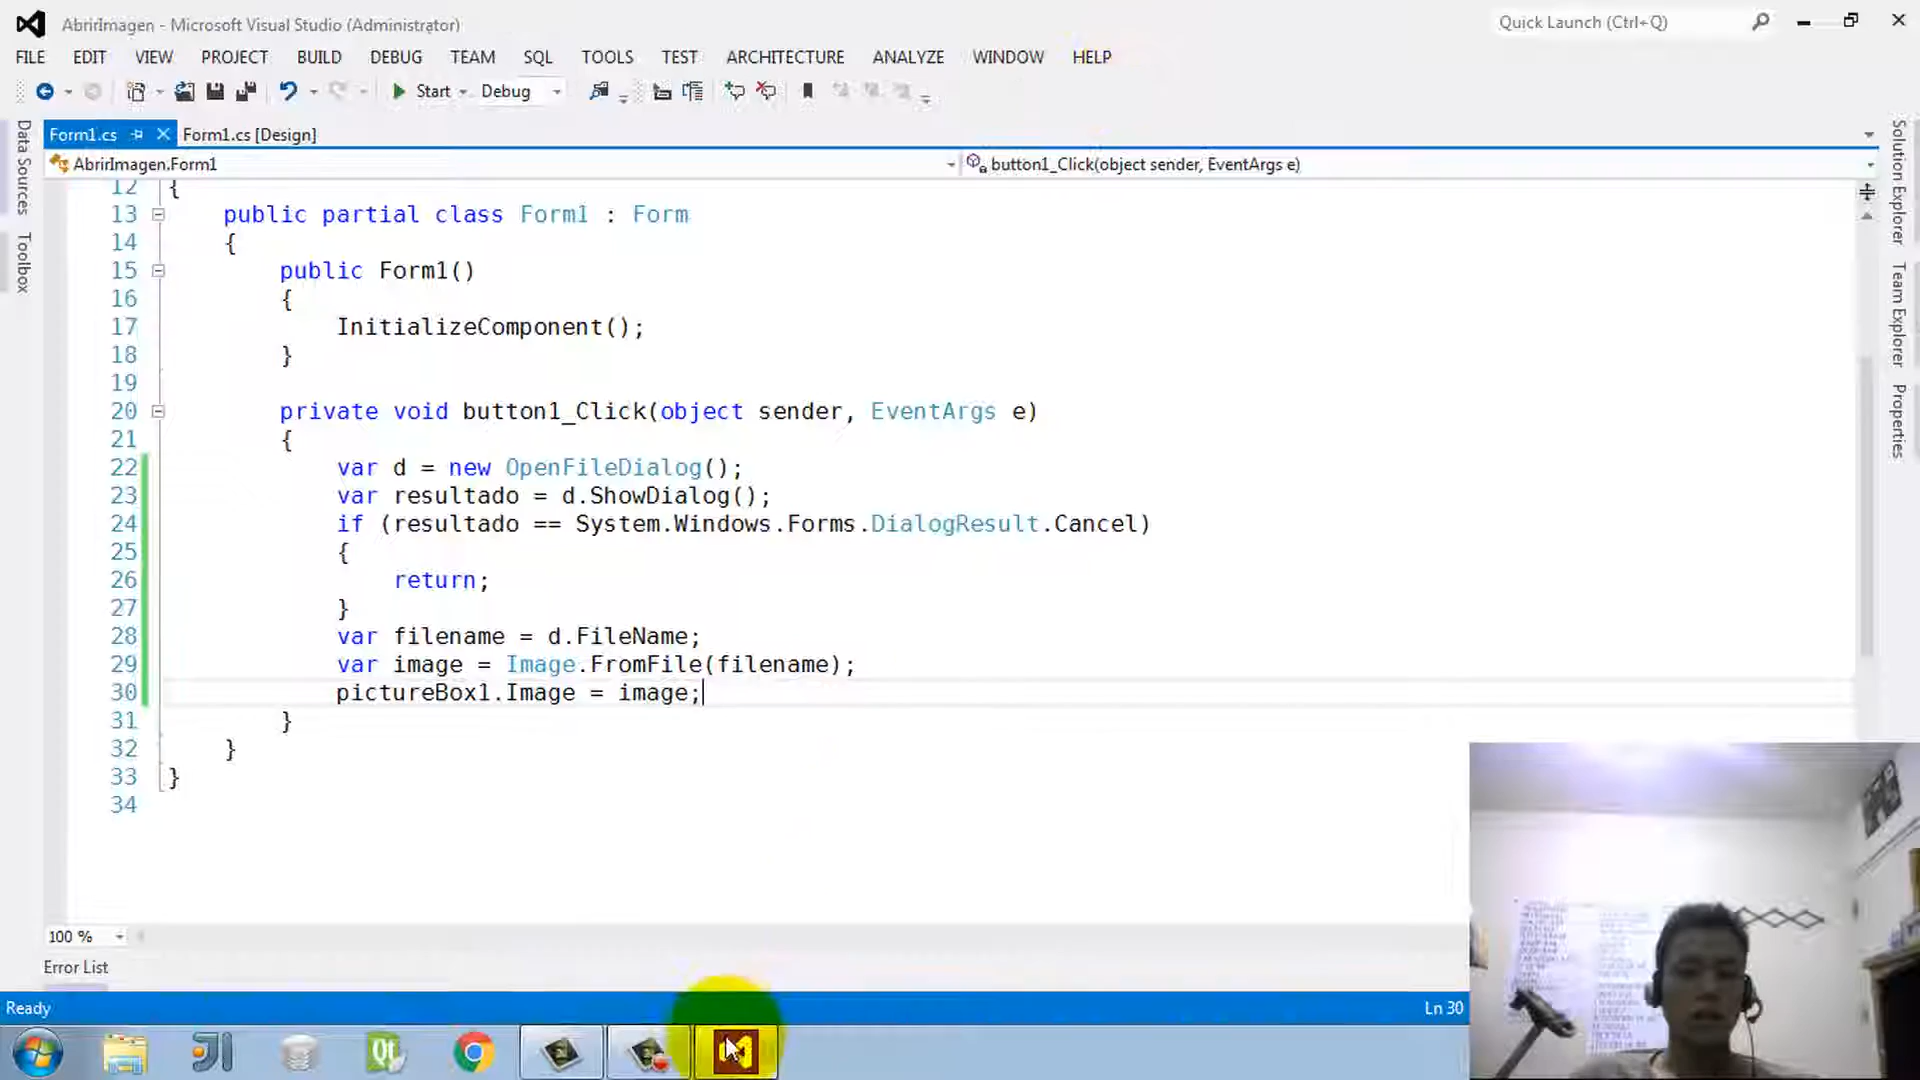 AbrirImagen - Microsoft Visual Studio (Administrator)
Quick Launch (Ctrl+Q)
FILE EDIT VIEW PROJECT BUILD DEBUG TEAM SQL TOOLS TEST ARCHITECTURE ANALYZE WINDOW HELP
Start Debug
Form1.cs Form1.cs [Design]
AbrirImagen.Form1 button1_Click(object sender, EventArgs e)
Data Sources
Toolbox
Solution Explorer
Team Explorer
Properties
12 {
13 public partial class Form1 : Form
14 {
15 public Form1()
16 {
17 InitializeComponent();
18 }
19
20 private void button1_Click(object sender, EventArgs e)
21 {
22 var d = new OpenFileDialog();
23 var resultado = d.ShowDialog();
24 if (resultado == System.Windows.Forms.DialogResult.Cancel)
25 {
26 return;
27 }
28 var filename = d.FileName;
29 var image = Image.FromFile(filename);
30 pictureBox1.Image = image;
31 }
32 }
33 }
34
100 %
Error List
Ready Ln 30
Qt